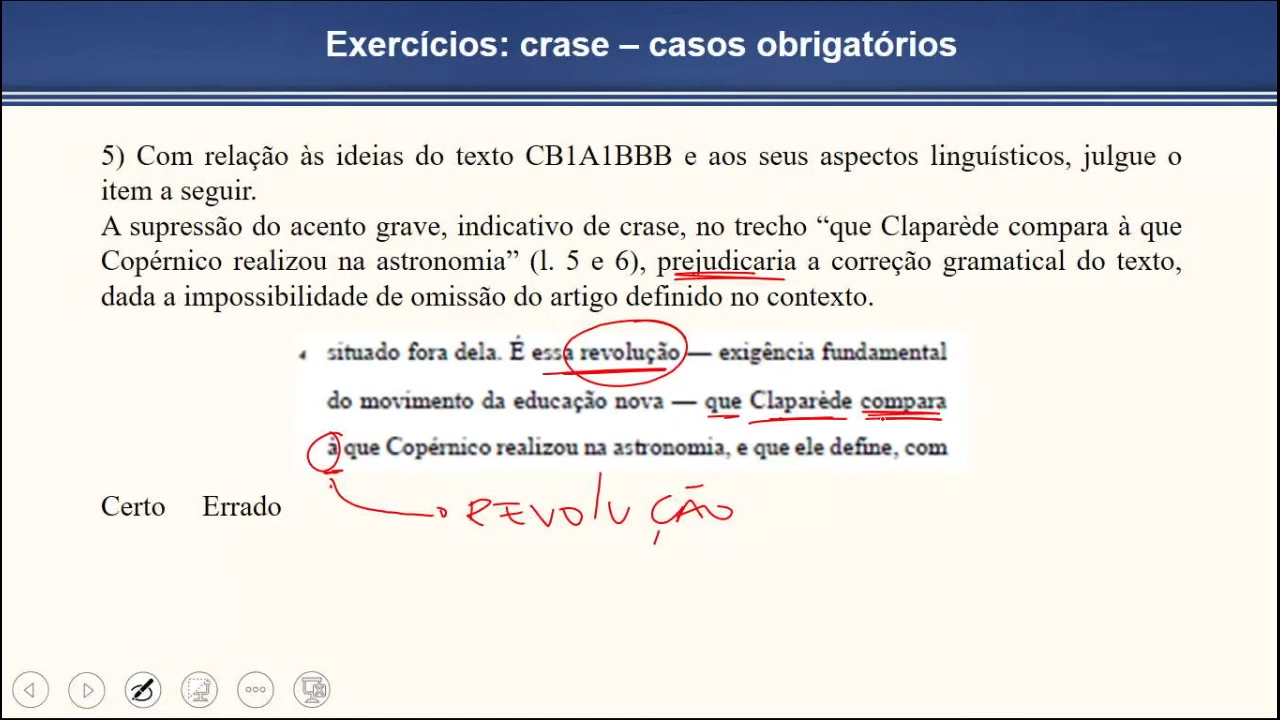 Exercícios: crase – casos obrigatórios
5) Com relação às ideias do texto CB1A1BBB e aos seus aspectos linguísticos, julgue o
item a seguir.
A supressão do acento grave, indicativo de crase, no trecho “que Claparède compara à que
Copérnico realizou na astronomia” (l. 5 e 6), prejudicaria a correção gramatical do texto,
dada a impossibilidade de omissão do artigo definido no contexto.
4 situado fora dela. É essa revolução — exigência fundamental
do movimento da educação nova — que Claparède compara
à que Copérnico realizou na astronomia, e que ele define, com
Certo Errado
REVOLUÇÃO